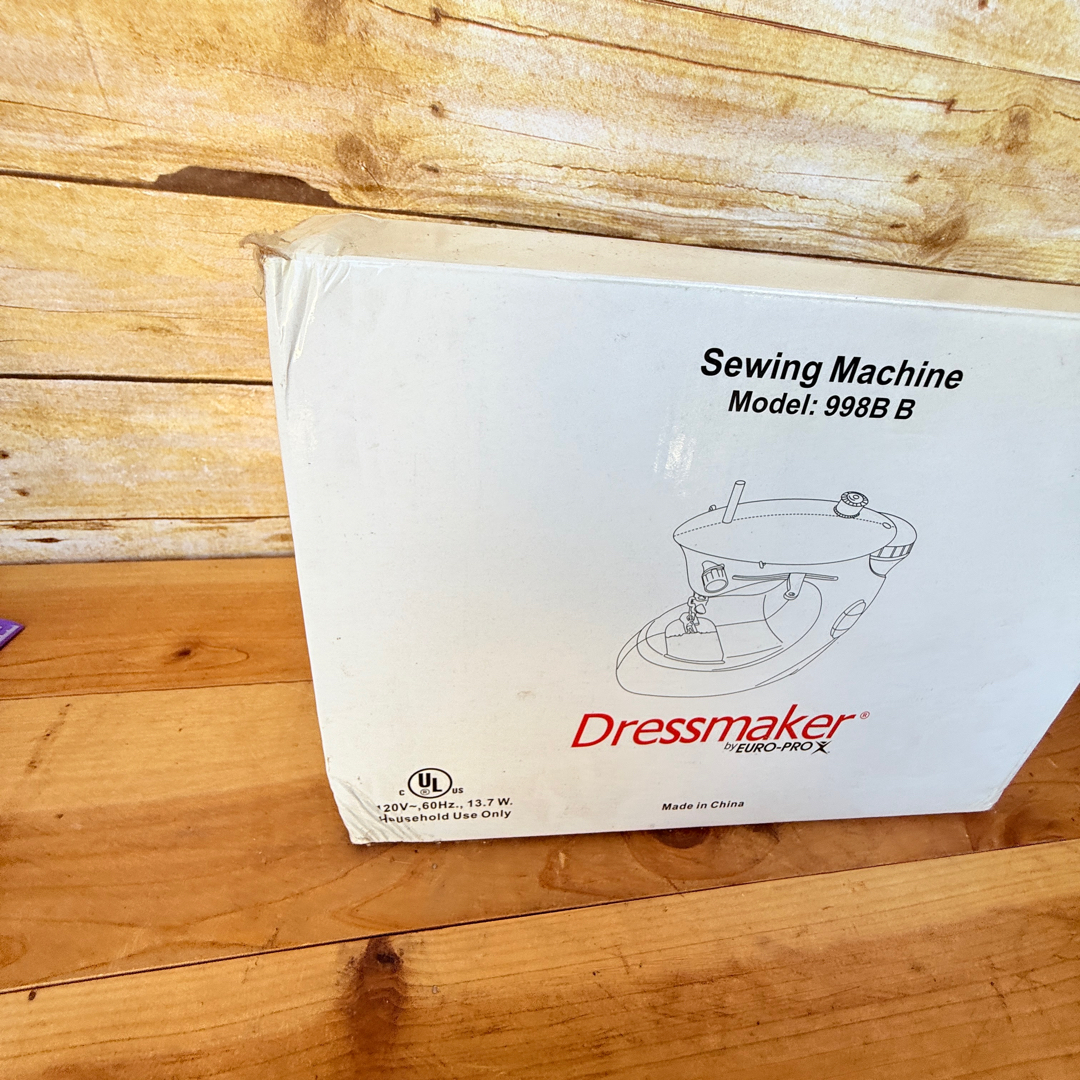 Sewing Machine
Model: 998B B
Dressmaker®
by EURO-PRO X
C UL ® US
120V~,60Hz., 13.7 W.
Household Use Only
Made in China